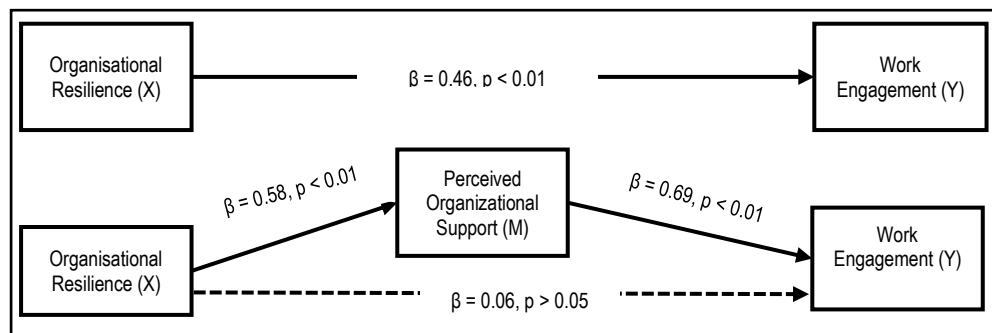 Organisational
Resilience (X)
β = 0.46, p < 0.01
Work
Engagement (Y)
β = 0.58, p < 0.01
Perceived
Organizational
Support (M)
β = 0.69, p < 0.01
Organisational
Resilience (X)
Work
Engagement (Y)
β = 0.06, p > 0.05